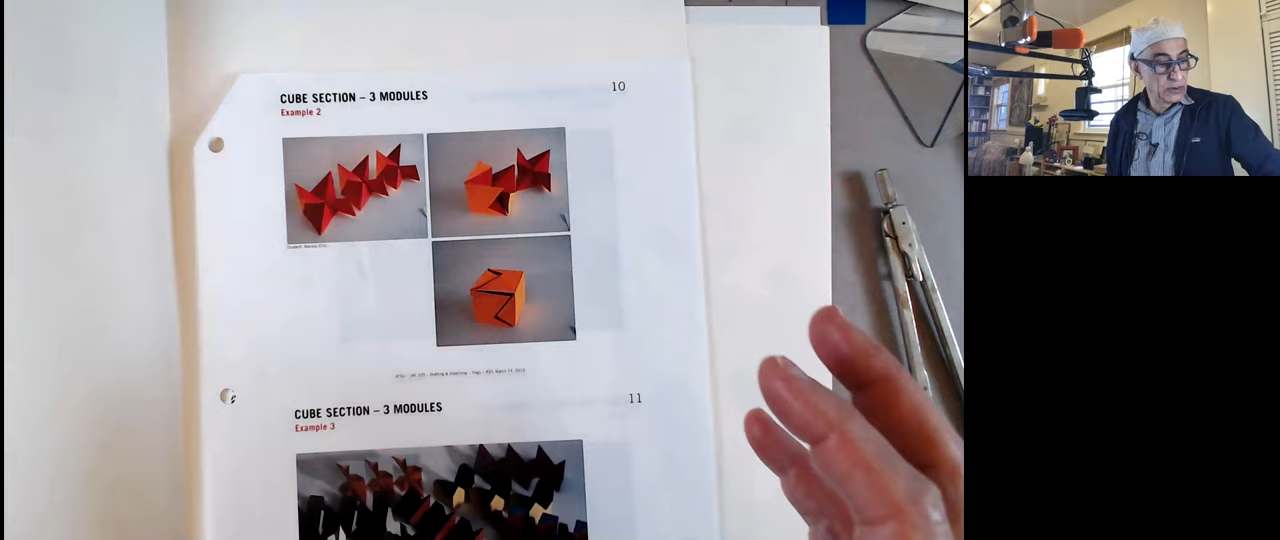 10
CUBE SECTION – 3 MODULES
Example 2
11
CUBE SECTION – 3 MODULES
Example 3